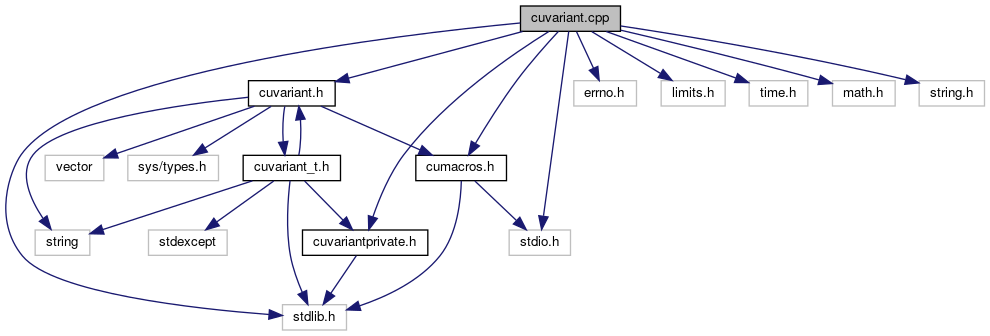 cuvariant.cpp
cuvariant.h
errno.h
limits.h
time.h
math.h
string.h
vector
sys/types.h
cuvariant_t.h
cumacros.h
string
stdexcept
cuvariantprivate.h
stdio.h
stdlib.h